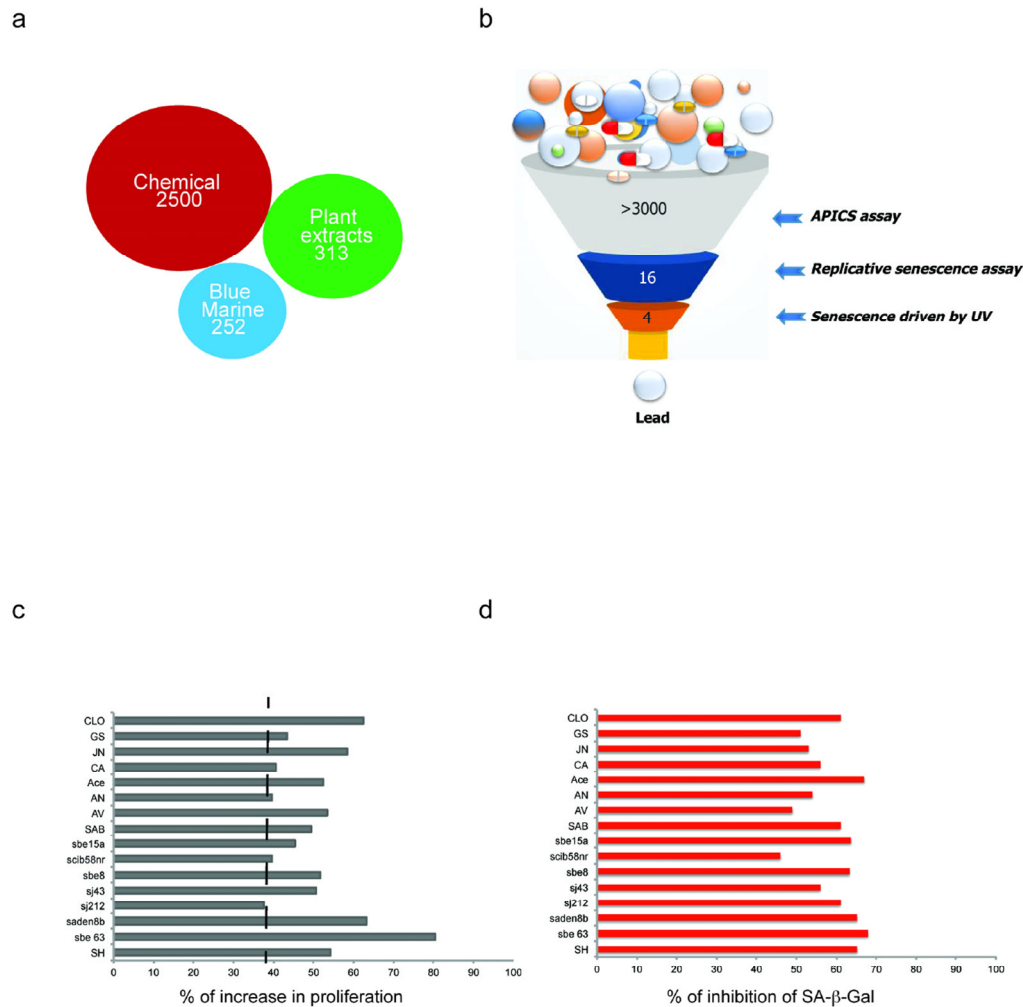 a
Chemical
2500
Plant
extracts
313
Blue
Marine
252
b
>3000
16
4
APICS assay
Replicative senescence assay
Senescence driven by UV
Lead
c
CLO
GS
JN
CA
Ace
AN
AV
SAB
sbe15a
scib58nr
sbe8
sj43
sj212
saden8b
sbe 63
SH
0 10 20 30 40 50 60 70 80 90 100
% of increase in proliferation
d
CLO
GS
JN
CA
Ace
AN
AV
SAB
sbe15a
scib58nr
sbe8
sj43
sj212
saden8b
sbe 63
SH
0 10 20 30 40 50 60 70 80 90 100
% of inhibition of SA-β-Gal